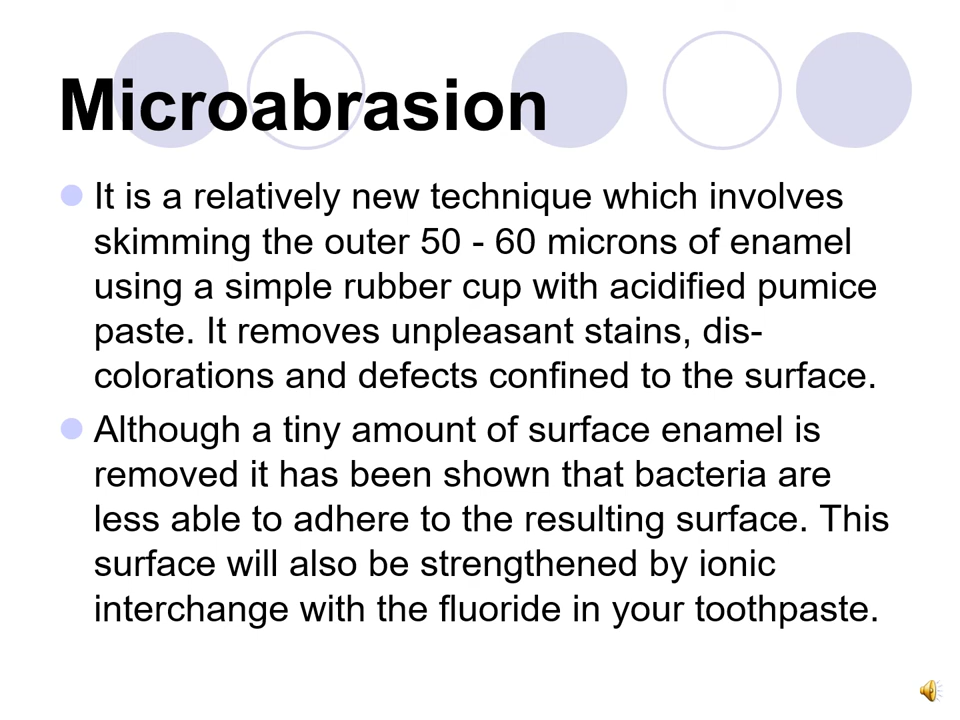 Microabrasion
It is a relatively new technique which involves
skimming the outer 50 - 60 microns of enamel
using a simple rubber cup with acidified pumice
paste. It removes unpleasant stains, dis-
colorations and defects confined to the surface.
Although a tiny amount of surface enamel is
removed it has been shown that bacteria are
less able to adhere to the resulting surface. This
surface will also be strengthened by ionic
interchange with the fluoride in your toothpaste.